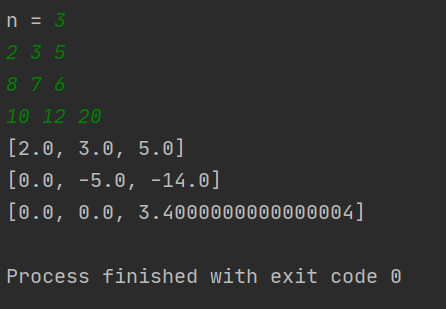 n = 3
2 3 5
8 7 6
10 12 20
[2.0, 3.0, 5.0]
[0.0, -5.0, -14.0]
[0.0, 0.0, 3.4000000000000004]
Process finished with exit code 0